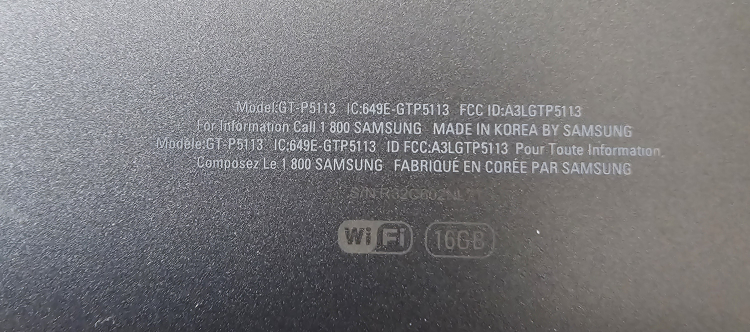 Model:GT-P5113 IC:649E-GTP5113 FCC ID:A3LGTP5113
For Information Call 1 800 SAMSUNG MADE IN KOREA BY SAMSUNG
Modèle:GT-P5113 IC:649E-GTP5113 ID FCC:A3LGTP5113 Pour Toute Information,
Composez Le 1 800 SAMSUNG FABRIQUÉ EN CORÉE PAR SAMSUNG
S/N
WiFi 16GB